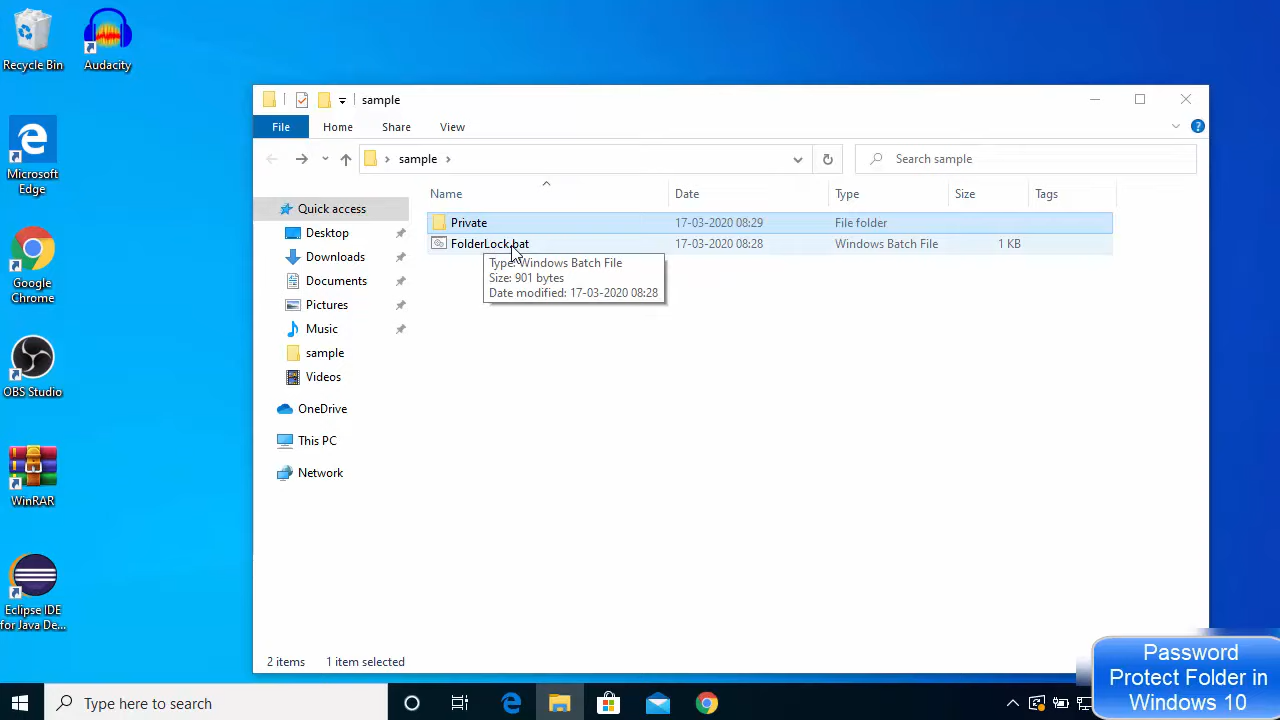 Recycle Bin
Audacity
Microsoft
Edge
Google
Chrome
OBS Studio
WinRAR
Eclipse IDE
for Java De...
sample
File
Home
Share
View
sample
Search sample
Name
Date
Type
Size
Tags
Quick access
Desktop
Downloads
Documents
Pictures
Music
sample
Videos
OneDrive
This PC
Network
Private
17-03-2020 08:29
File folder
FolderLock.bat
17-03-2020 08:28
Windows Batch File
1 KB
Type: Windows Batch File
Size: 901 bytes
Date modified: 17-03-2020 08:28
2 items
1 item selected
Type here to search
Password
Protect Folder in
Windows 10